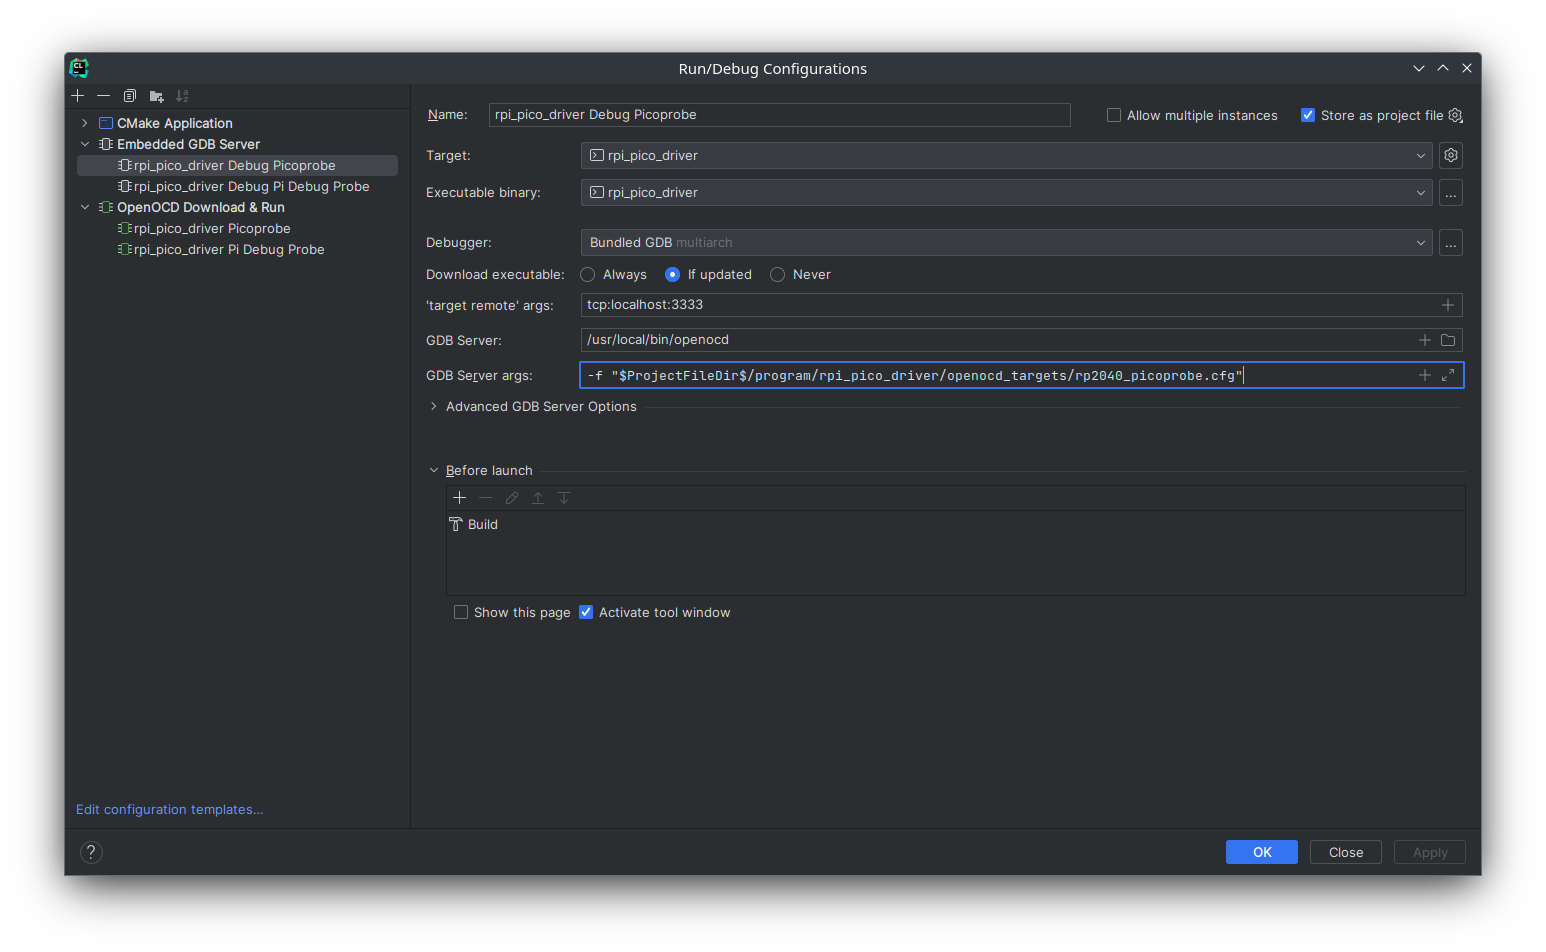 CL
Run/Debug Configurations
CMake Application
Embedded GDB Server
rpi_pico_driver Debug Picoprobe
rpi_pico_driver Debug Pi Debug Probe
OpenOCD Download & Run
rpi_pico_driver Picoprobe
rpi_pico_driver Pi Debug Probe
Edit configuration templates...
Name: rpi_pico_driver Debug Picoprobe Allow multiple instances Store as project file
Target: rpi_pico_driver
Executable binary: rpi_pico_driver ...
Debugger: Bundled GDB multiarch ...
Download executable: Always If updated Never
'target remote' args: tcp:localhost:3333
GDB Server: /usr/local/bin/openocd
GDB Server args: -f "$ProjectFileDir$/program/rpi_pico_driver/openocd_targets/rp2040_picoprobe.cfg"
Advanced GDB Server Options
Before launch
Build
Show this page Activate tool window
? OK Close Apply